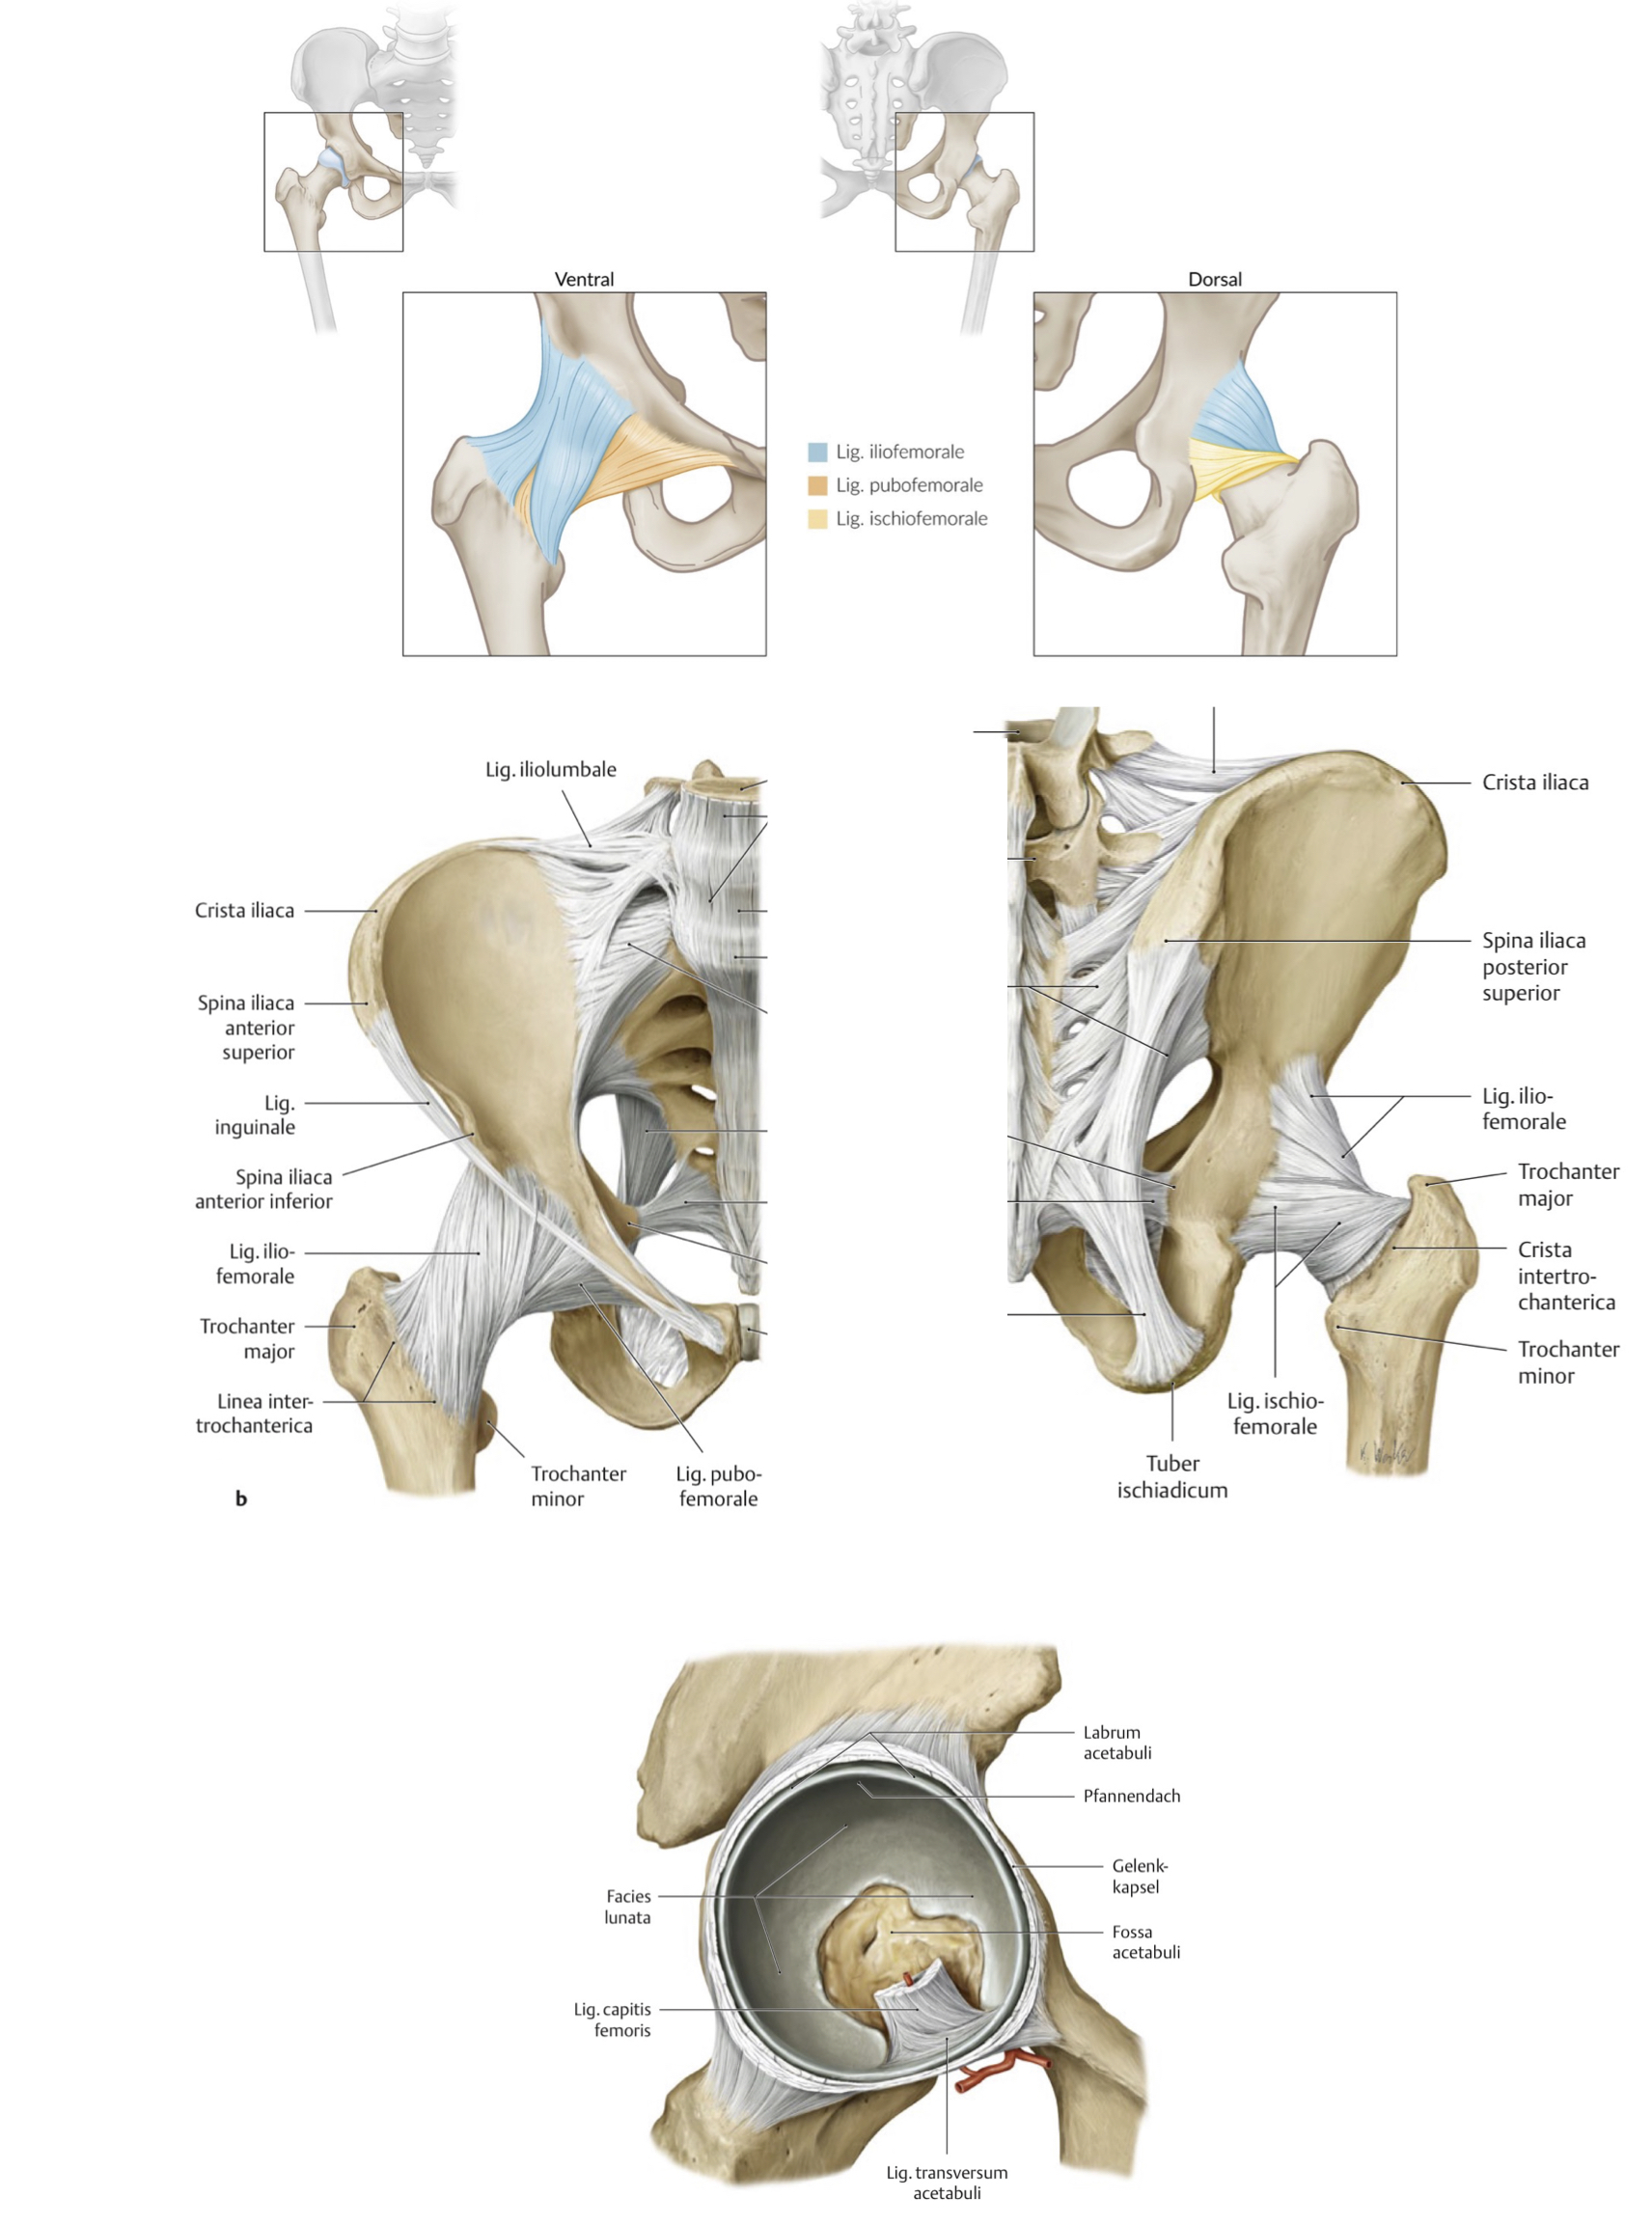 Ventral
Dorsal
Lig. iliofemorale
Lig. pubofemorale
Lig. ischiofemorale
Lig. iliolumbale
Crista iliaca
Spina iliaca
anterior
superior
Lig.
inguinale
Spina iliaca
anterior inferior
Lig. ilio-
femorale
Trochanter
major
Linea inter-
trochanterica
Trochanter
minor
Lig. pubo-
femorale
b
Crista iliaca
Spina iliaca
posterior
superior
Lig. ilio-
femorale
Trochanter
major
Crista
intertro-
chanterica
Trochanter
minor
Lig. ischio-
femorale
Tuber
ischiadicum
Labrum
acetabuli
Pfannendach
Gelenk-
kapsel
Fossa
acetabuli
Facies
lunata
Lig. capitis
femoris
Lig. transversum
acetabuli